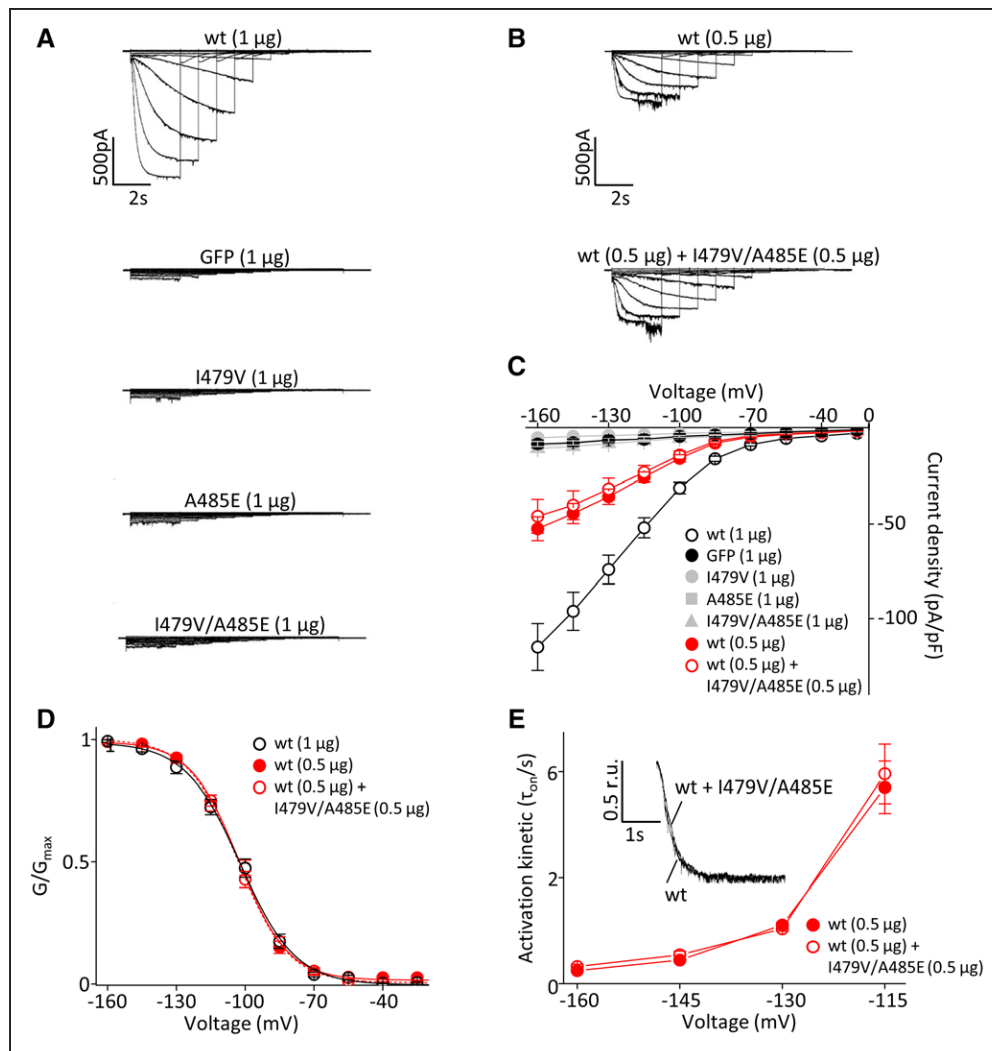 A
wt (1 µg)
500pA
2s
GFP (1 µg)
I479V (1 µg)
A485E (1 µg)
I479V/A485E (1 µg)
B
wt (0.5 µg)
500pA
2s
wt (0.5 µg) + I479V/A485E (0.5 µg)
C
Voltage (mV)
-160 -130 -100 -70 -40 0
-50
-100
Current density (pA/pF)
wt (1 µg)
GFP (1 µg)
I479V (1 µg)
A485E (1 µg)
I479V/A485E (1 µg)
wt (0.5 µg)
wt (0.5 µg) +
I479V/A485E (0.5 µg)
D
1
0.5
0
G/Gmax
wt (1 µg)
wt (0.5 µg)
wt (0.5 µg) +
I479V/A485E (0.5 µg)
-160 -130 -100 -70 -40
Voltage (mV)
E
Activation kinetic (τon/s)
6
2
0
0.5 r.u.
1s
wt + I479V/A485E
wt
wt (0.5 µg)
wt (0.5 µg) +
I479V/A485E (0.5 µg)
-160 -145 -130 -115
Voltage (mV)